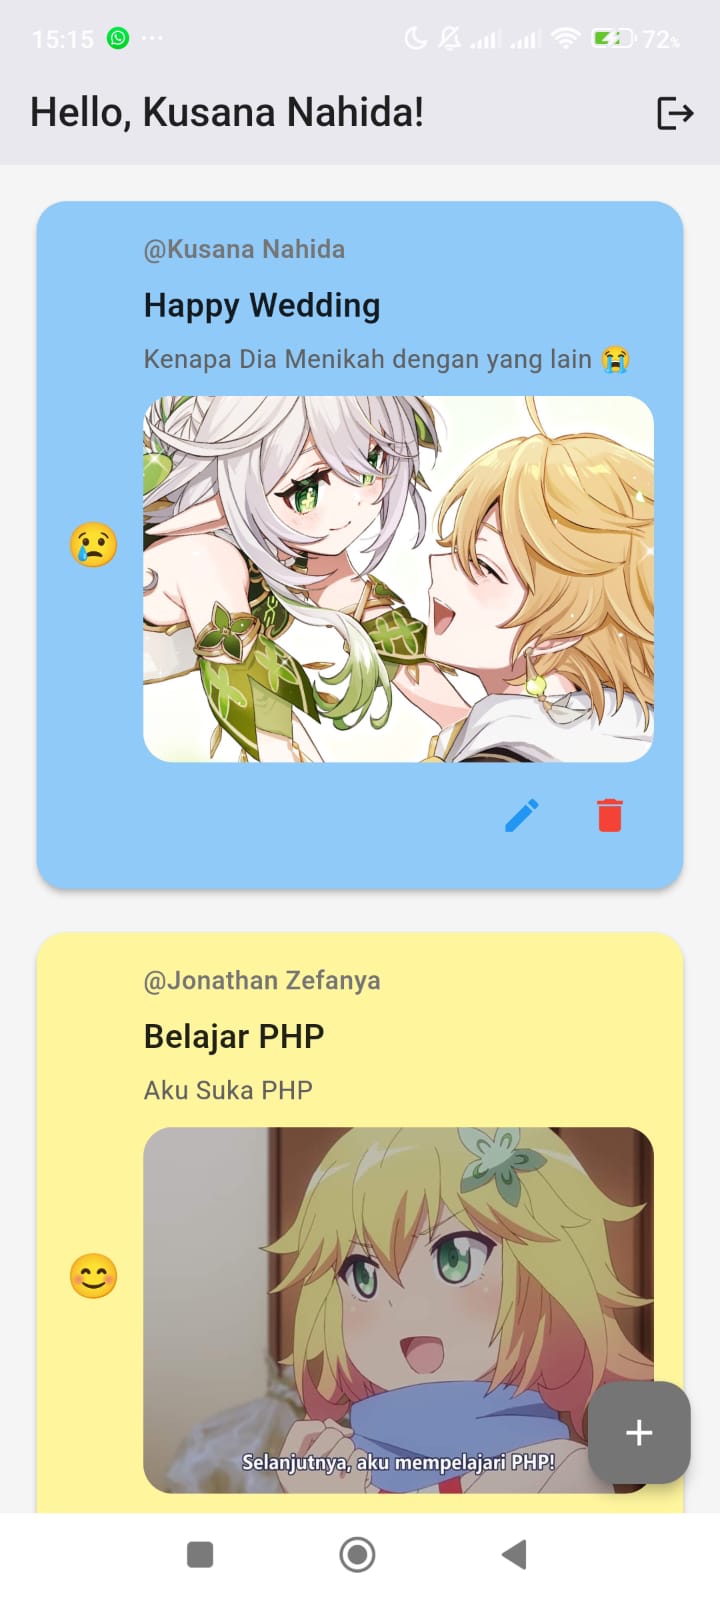 15:15
72%
Hello, Kusana Nahida!
@Kusana Nahida
Happy Wedding
Kenapa Dia Menikah dengan yang lain 😭
@Jonathan Zefanya
Belajar PHP
Aku Suka PHP
Selanjutnya, aku mempelajari PHP!